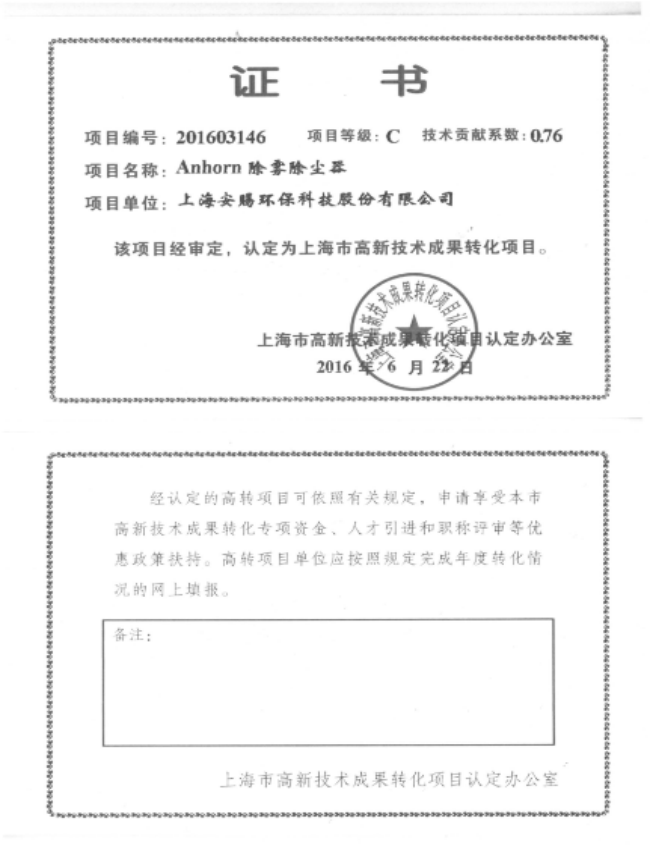 证 书
项目编号：201603146 项目等级：C 技术贡献系数：0.76
项目名称：Anhorn 除雾除尘器
项目单位：上海安赐环保科技股份有限公司
该项目经审定，认定为上海市高新技术成果转化项目。
上海市高新技术成果转化项目认定办公室
上海市高新技术成果转化项目认定办公室
2016 年 6 月 22 日
经认定的高转项目可依照有关规定，申请享受本市
高新技术成果转化专项资金、人才引进和职称评审等优
惠政策扶持。高转项目单位应按照规定完成年度转化情
况的网上填报。
备注：
上海市高新技术成果转化项目认定办公室